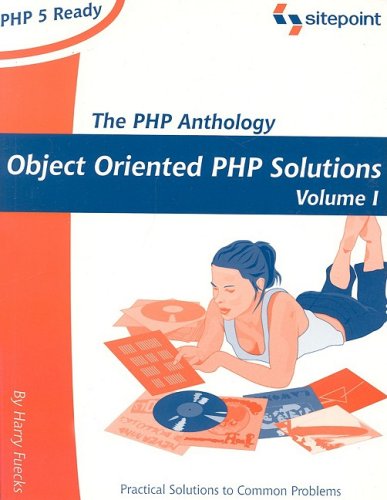 PHP 5 Ready
sitepoint
The PHP Anthology
Object Oriented PHP Solutions
Volume I
By Harry Fuecks
Practical Solutions to Common Problems